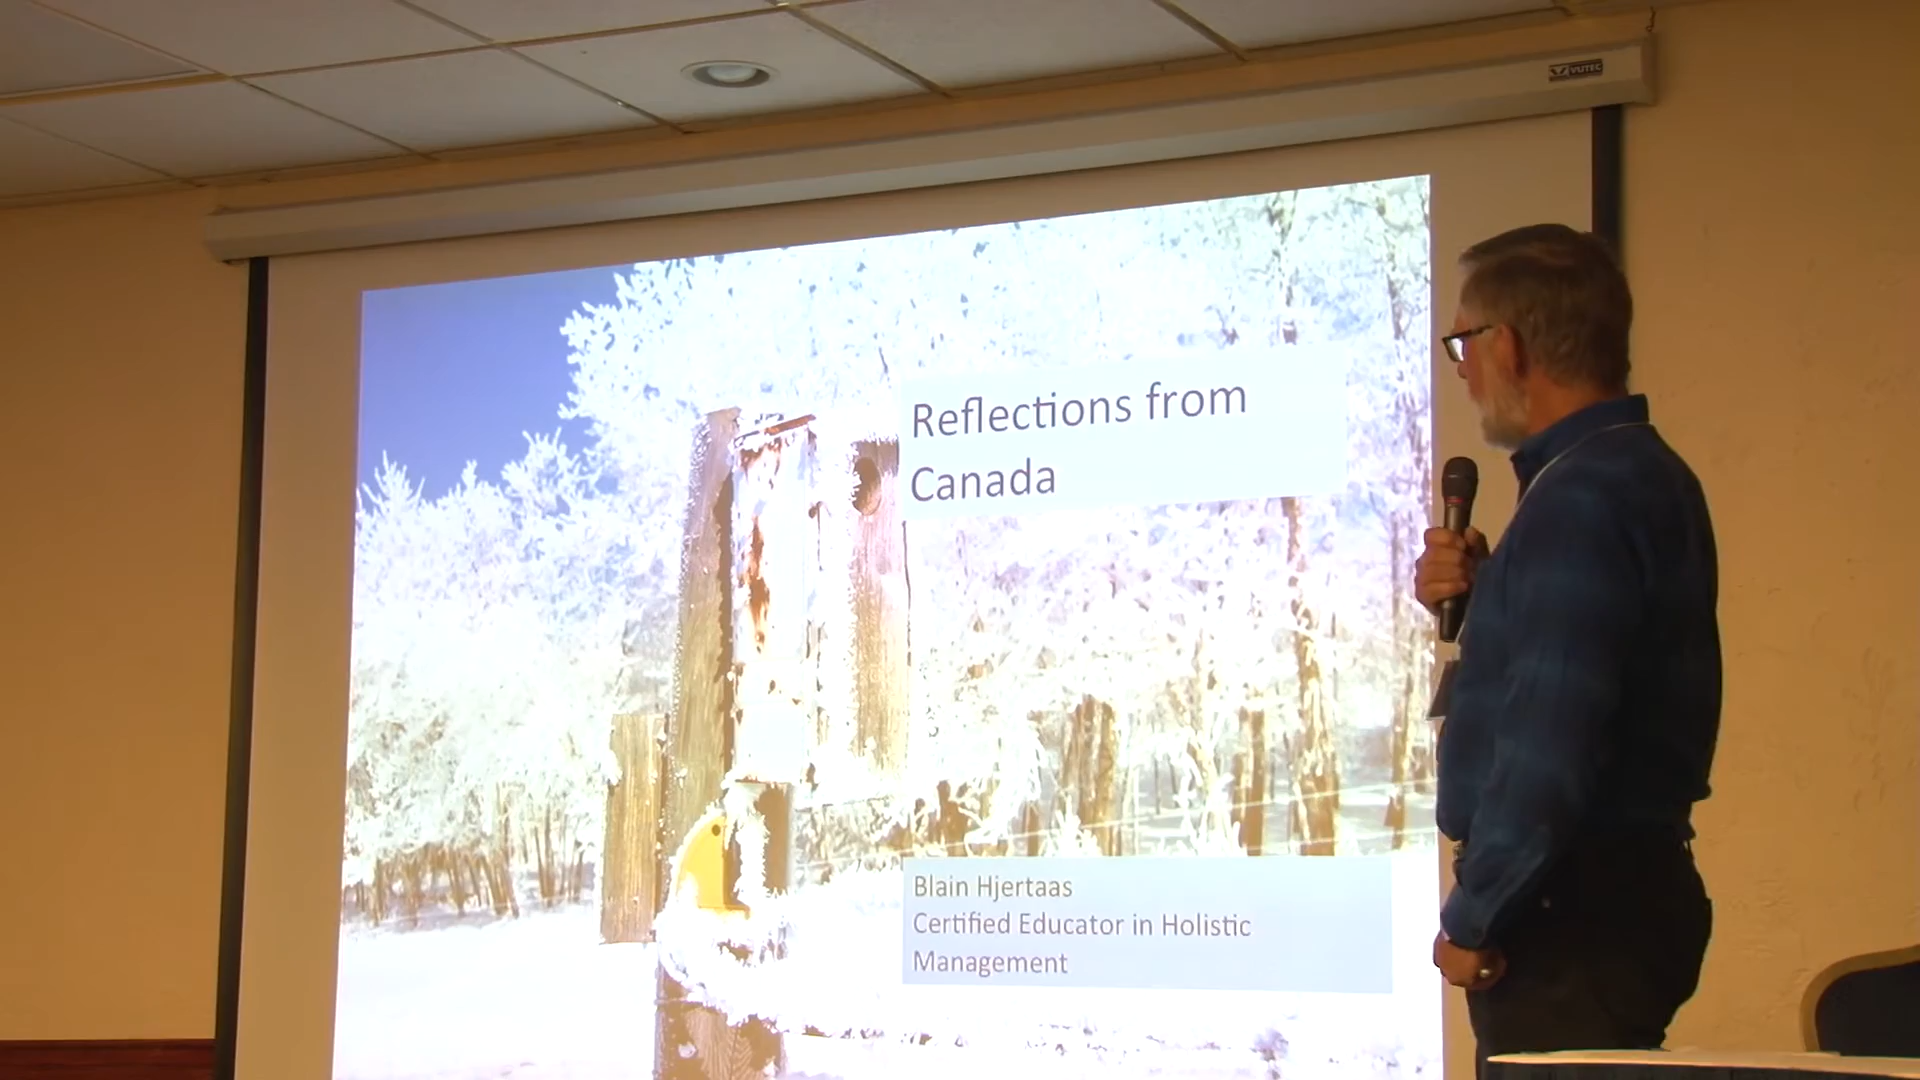 VUTEC
Reflections from
Canada
Blain Hjertaas
Certified Educator in Holistic
Management